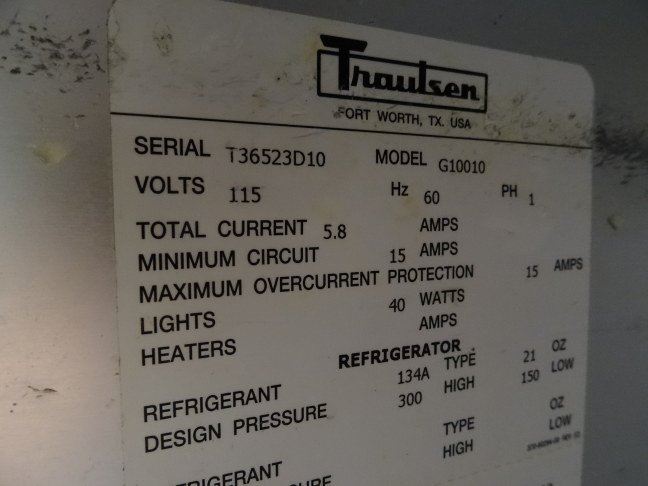 Traulsen
FORT WORTH, TX. USA
SERIAL T36523D10 MODEL G10010
VOLTS 115 Hz 60 PH 1
TOTAL CURRENT 5.8 AMPS
MINIMUM CIRCUIT 15 AMPS
MAXIMUM OVERCURRENT PROTECTION 15 AMPS
LIGHTS 40 WATTS
HEATERS AMPS
REFRIGERATOR
REFRIGERANT 134A TYPE 21 OZ
DESIGN PRESSURE 300 HIGH 150 LOW
TYPE OZ
HIGH LOW